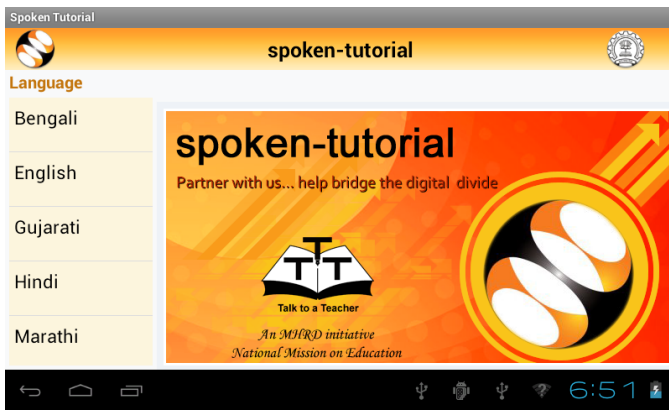 Spoken Tutorial
spoken-tutorial
Language
Bengali
English
Gujarati
Hindi
Marathi
spoken-tutorial
Partner with us... help bridge the digital divide
TTT
Talk to a Teacher
An MHRD initiative
National Mission on Education
6:51